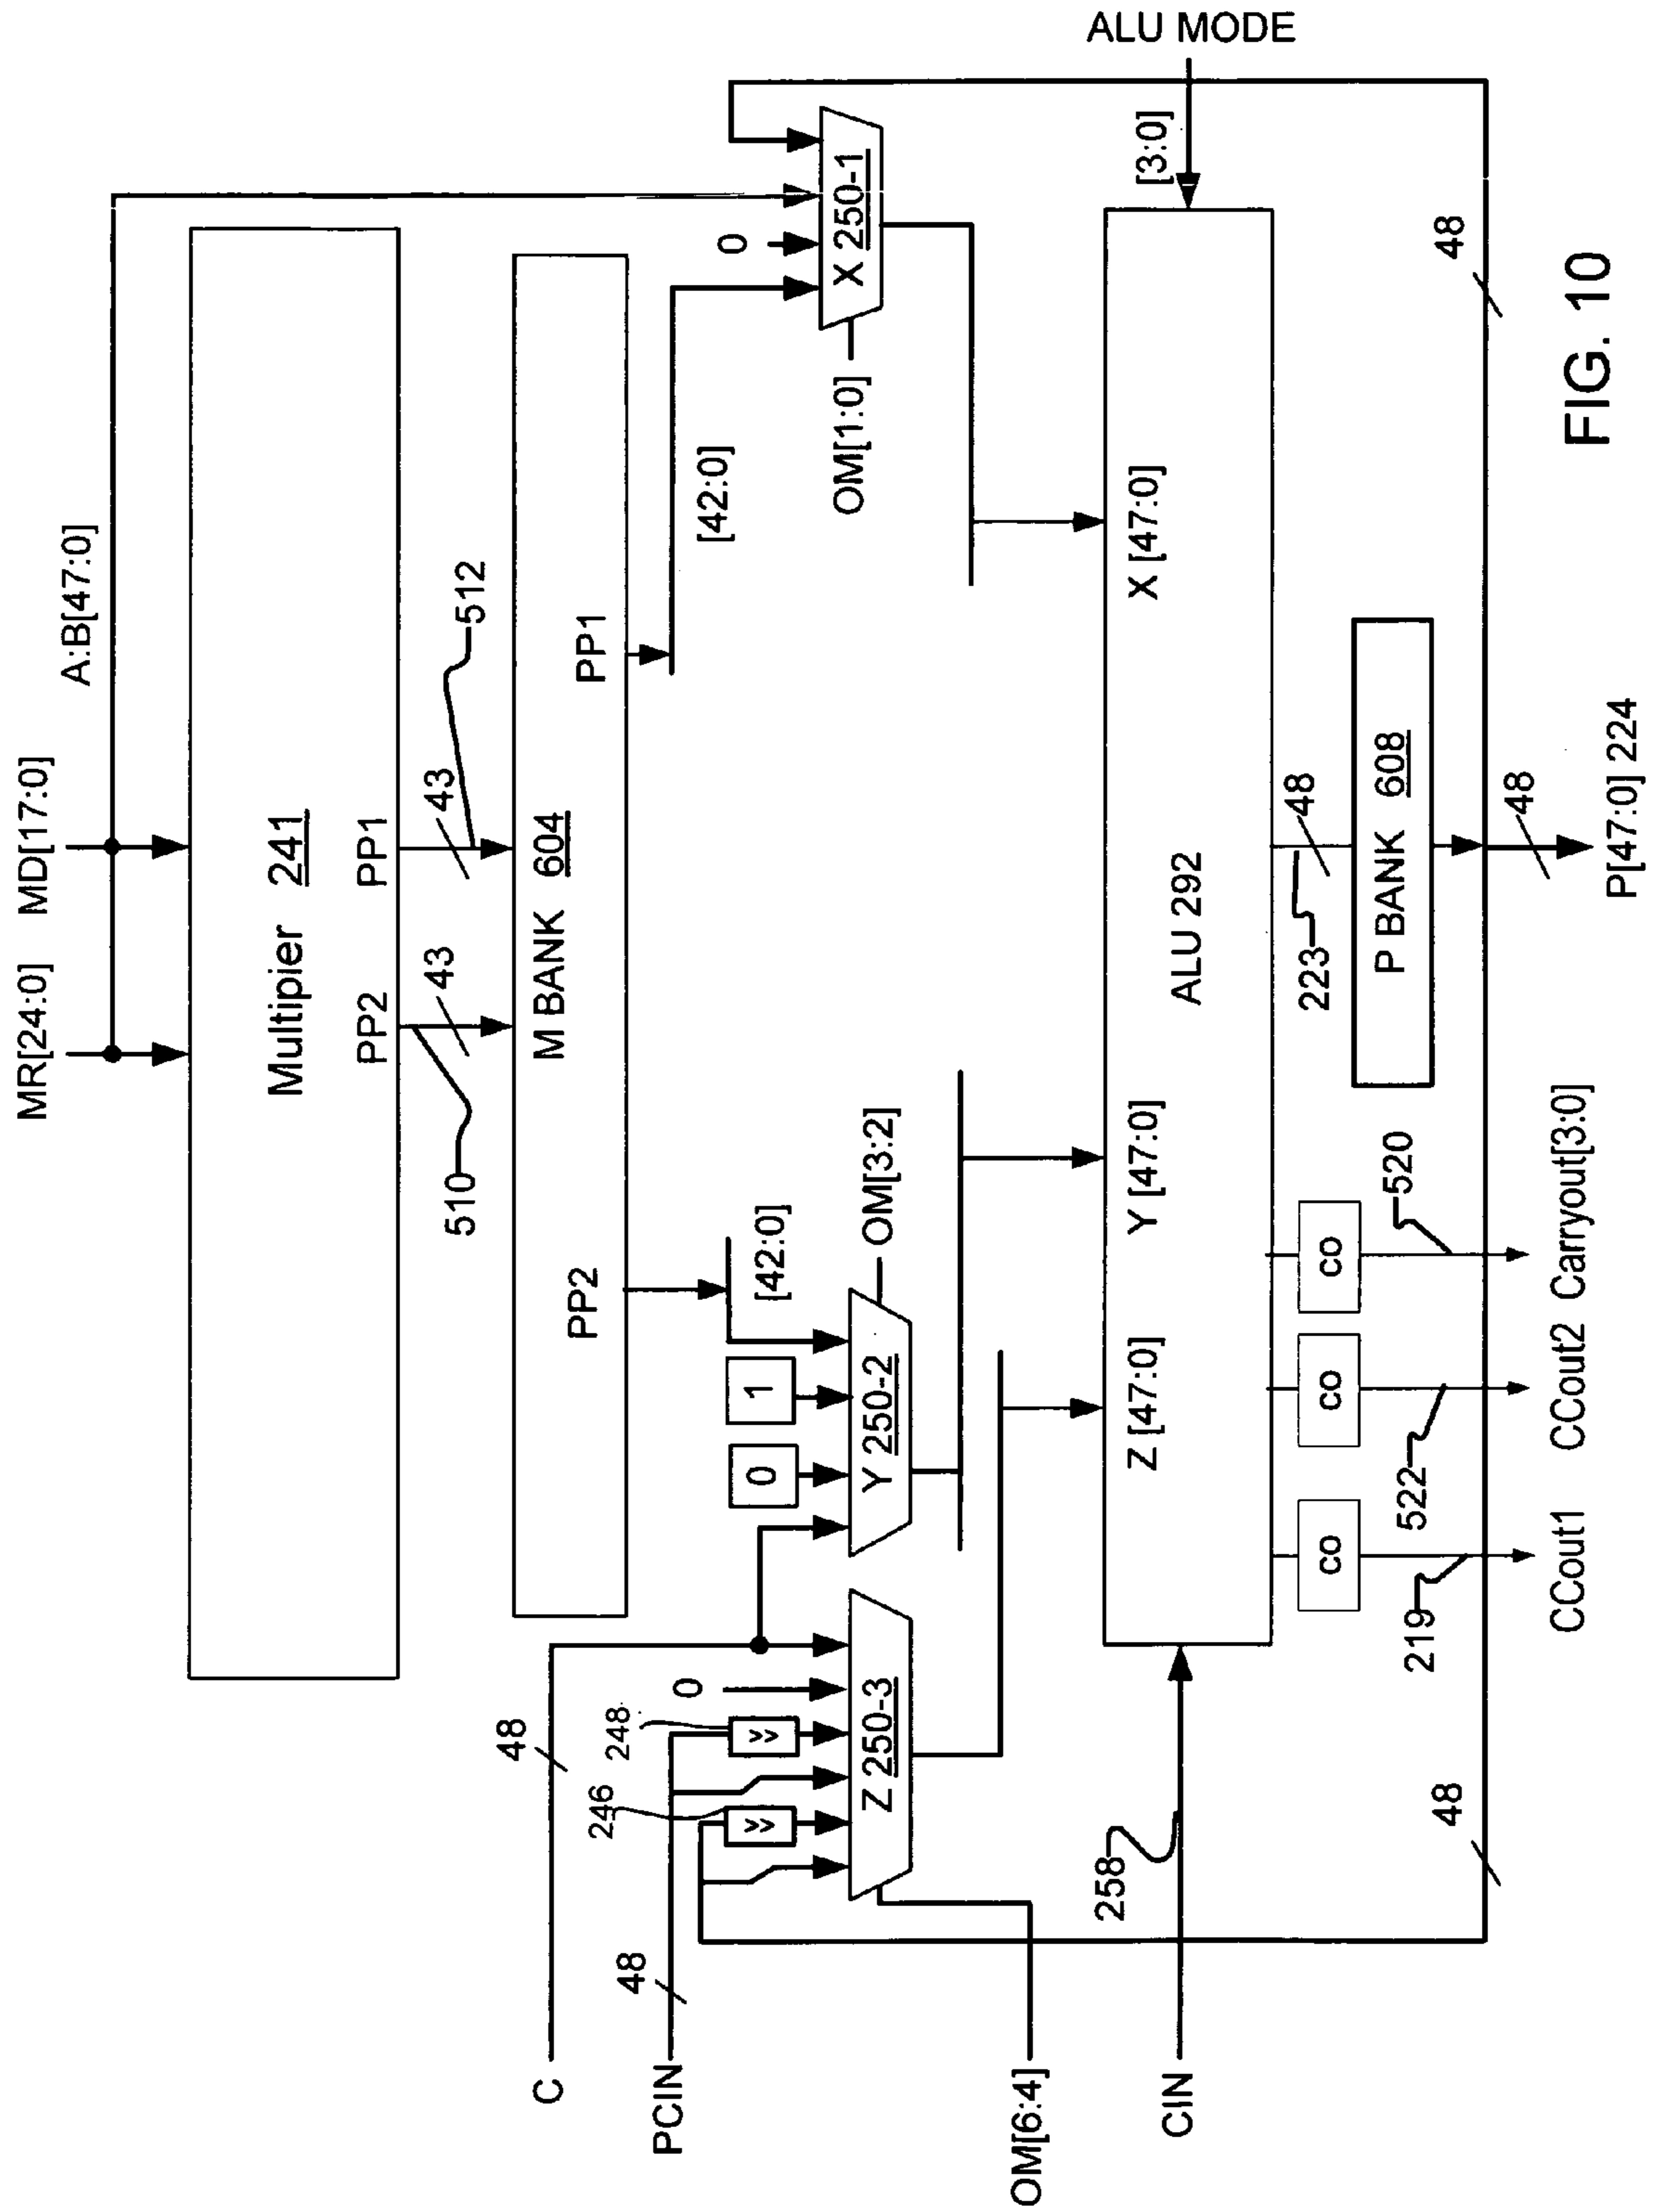 MR[24:0] MD[17:0]
A:B[47:0]
Multipier 241
PP2 PP1
510 43 43 512
M BANK 604
PP2 PP1
C 48
PCIN 48
246 248
>> >> 0
0 1
[42:0] [42:0]
0
Z 250-3
Y 250-2
X 250-1
OM[6:4]
OM[3:2]
OM[1:0]
Z [47:0] Y [47:0] X [47:0]
ALU 292
CIN 258
[3:0]
ALU MODE
CO CO CO
223 48
P BANK 608
219 522 520
48 48 48
CCout1 CCout2 Carryout[3:0]
P[47:0] 224
FIG. 10